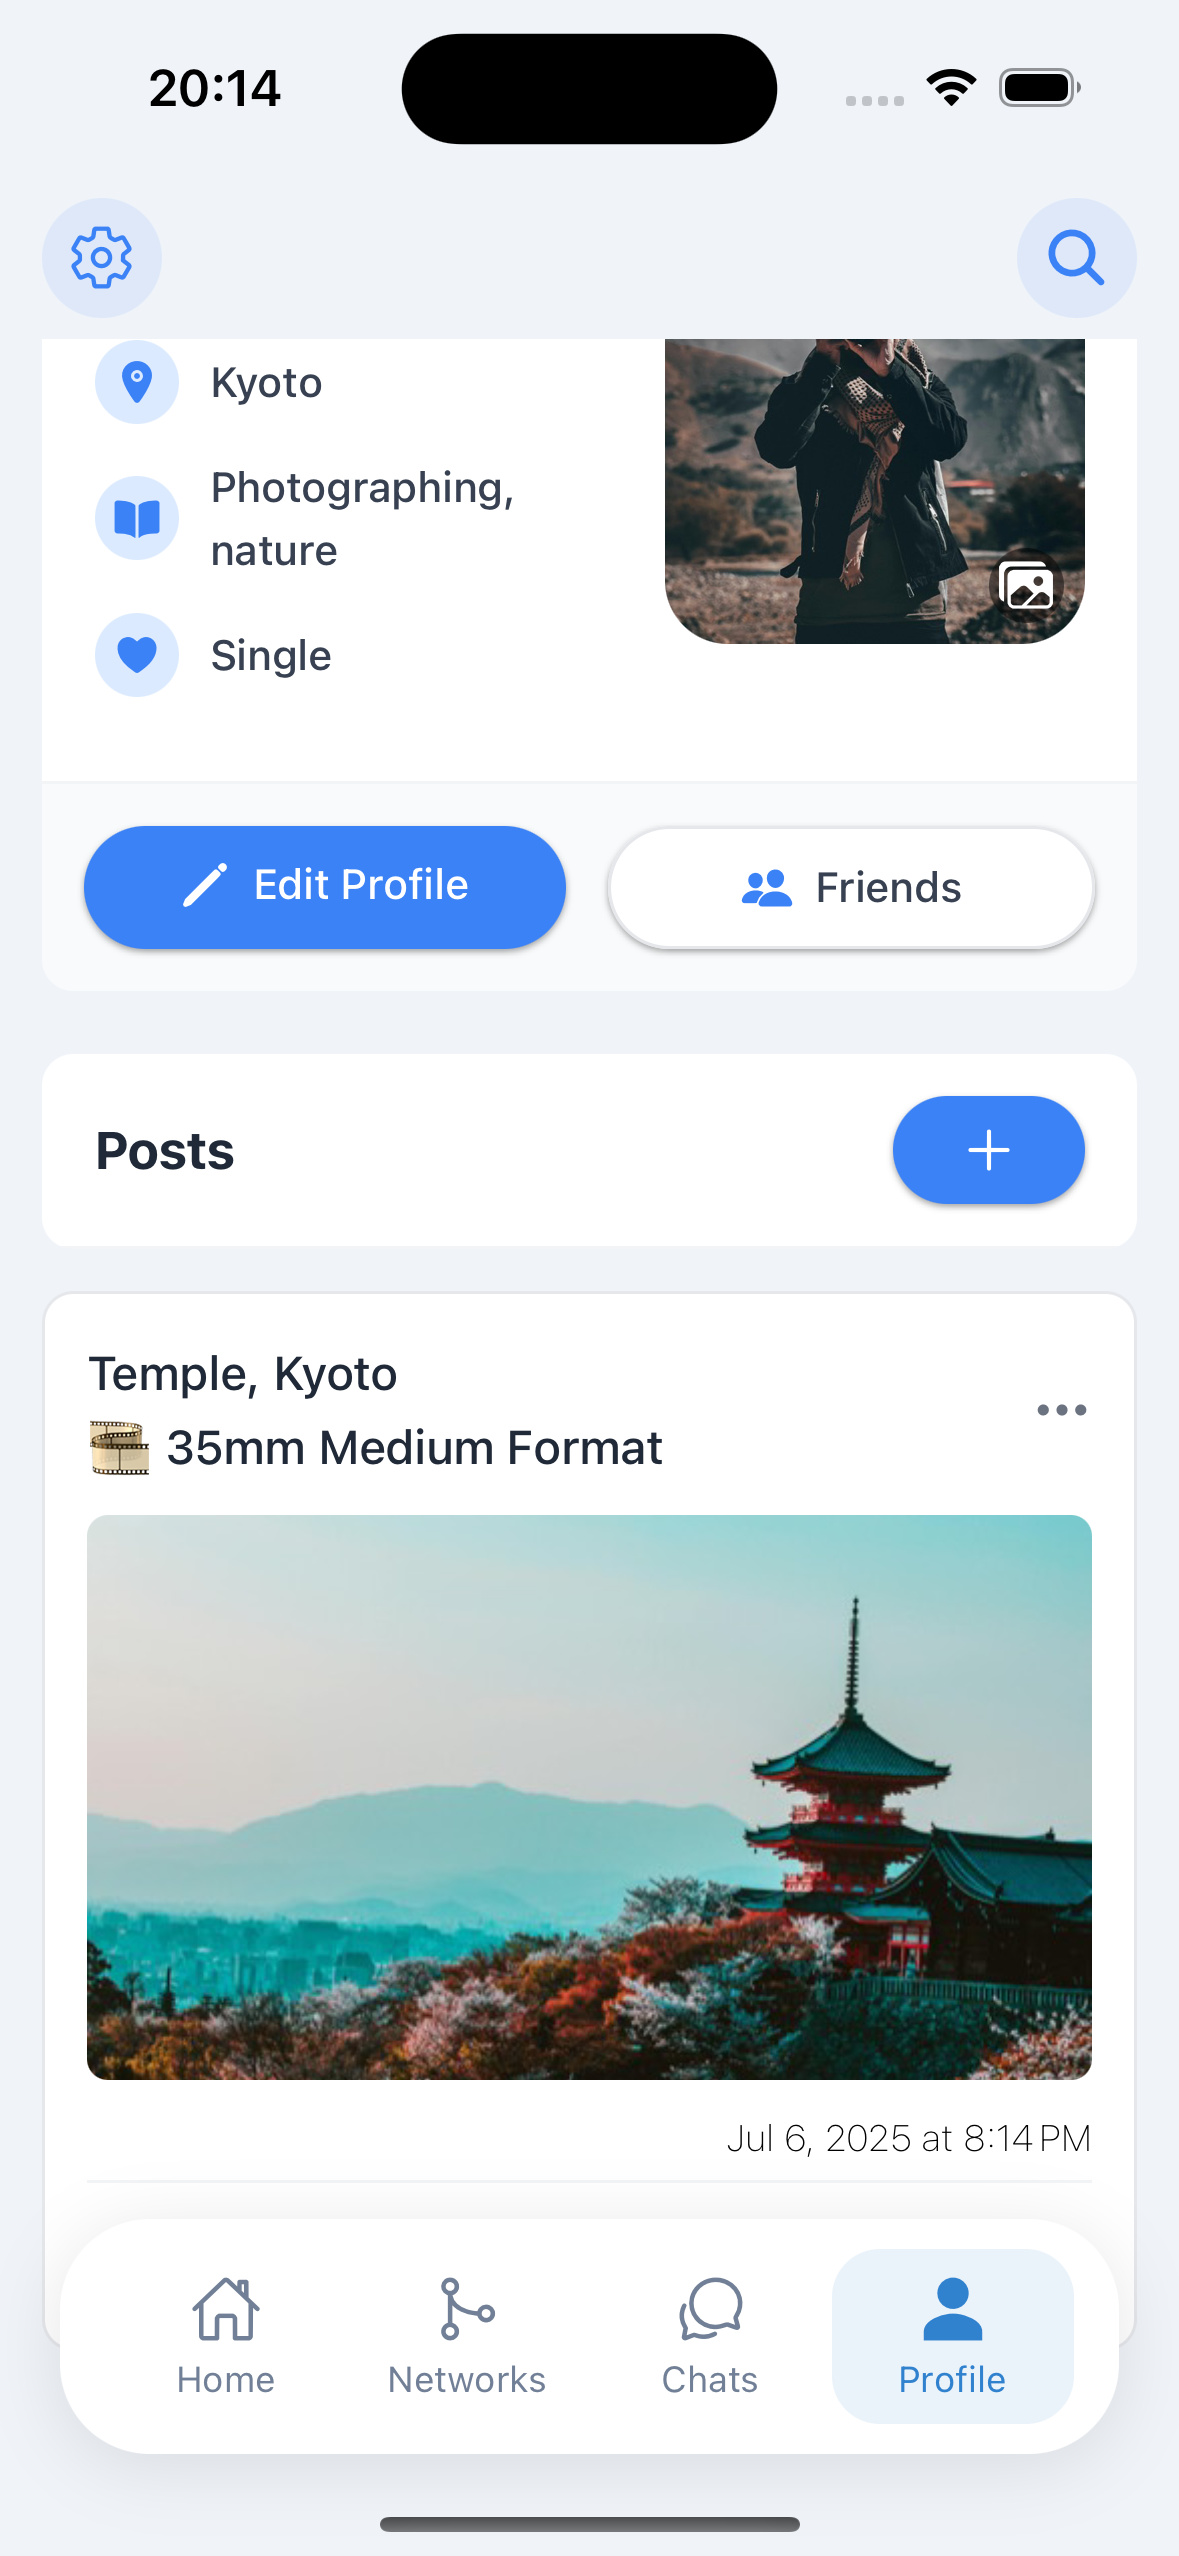 20:14
Kyoto
Photographing,
nature
Single
Edit Profile
Friends
Posts
Temple, Kyoto
🎞️ 35mm Medium Format
Jul 6, 2025 at 8:14 PM
Home
Networks
Chats
Profile